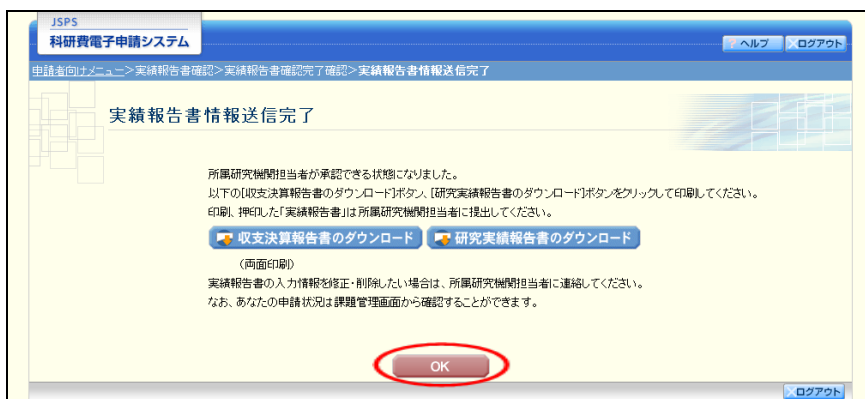 JSPS
科研費電子申請システム
? ヘルプ
ログアウト
申請者向けメニュー>実績報告書確認>実績報告書確認完了確認>実績報告書情報送信完了
実績報告書情報送信完了
所属研究機関担当者が承認できる状態になりました。
以下の[収支決算報告書のダウンロード]ボタン、[研究実績報告書のダウンロード]ボタンをクリックして印刷してください。
印刷、押印した「実績報告書」は所属研究機関担当者に提出してください。
収支決算報告書のダウンロード
研究実績報告書のダウンロード
(両面印刷)
実績報告書の入力情報を修正・削除したい場合は、所属研究機関担当者に連絡してください。
なお、あなたの申請状況は課題管理画面から確認することができます。
OK
ログアウト